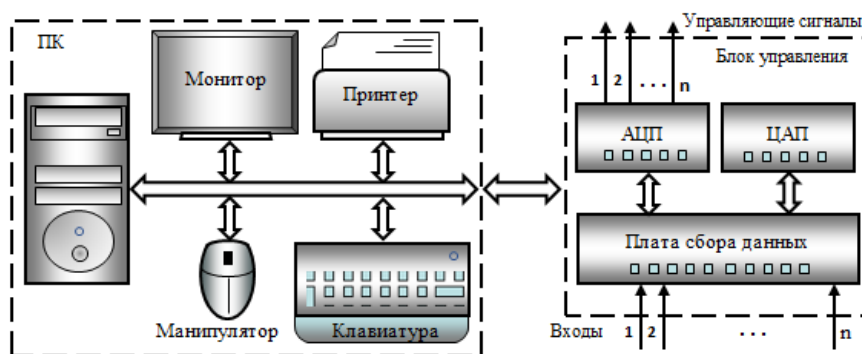 ПК
Монитор
Принтер
Манипулятор
Клавиатура
Управляющие сигналы
Блок управления
1 2 . . . n
АЦП
ЦАП
Плата сбора данных
Входы 1 2 . . . n